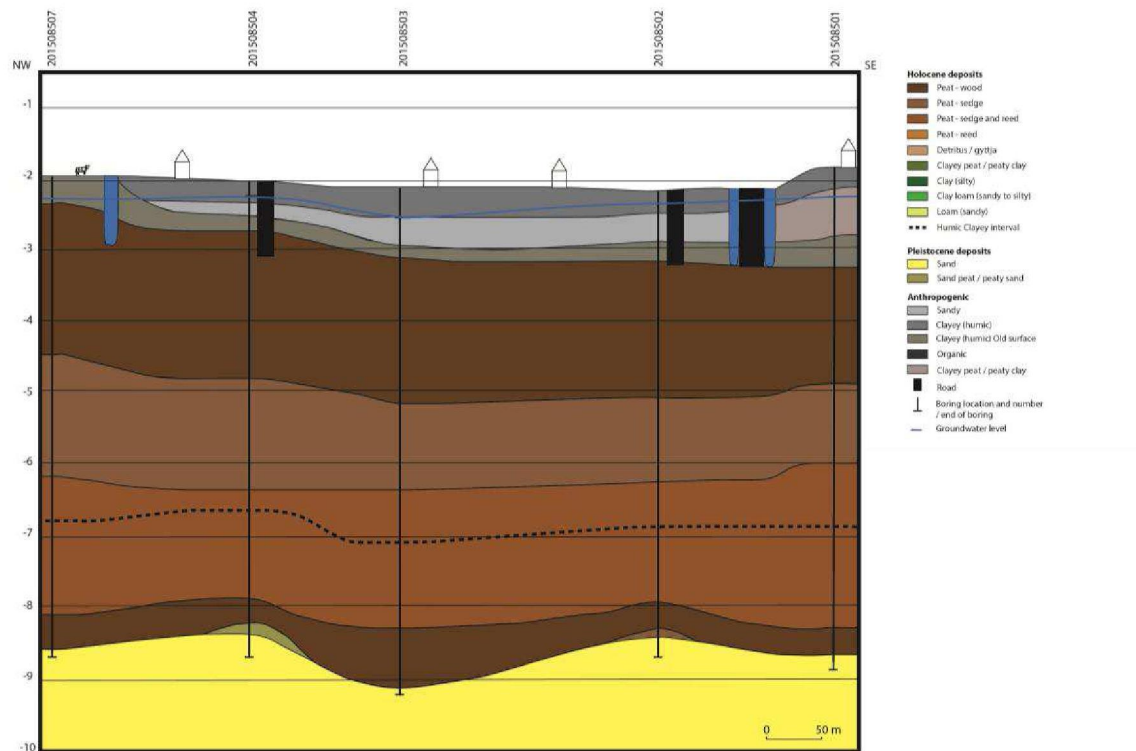 201508507
201508504
201508503
201508502
201508501
NW
SE
-1
-2
-3
-4
-5
-6
-7
-8
-9
-10
0 50 m
Holocene deposits
Peat - wood
Peat - sedge
Peat - sedge and reed
Peat - reed
Detritus / gyttja
Clayey peat / peaty clay
Clay (silty)
Clay loam (sandy to silty)
Loam (sandy)
Humic Clayey interval
Pleistocene deposits
Sand
Sand peat / peaty sand
Anthropogenic
Sandy
Clayey (humic)
Clayey (humic) Old surface
Organic
Clayey peat / peaty clay
Road
Boring location and number
/ end of boring
Groundwater level